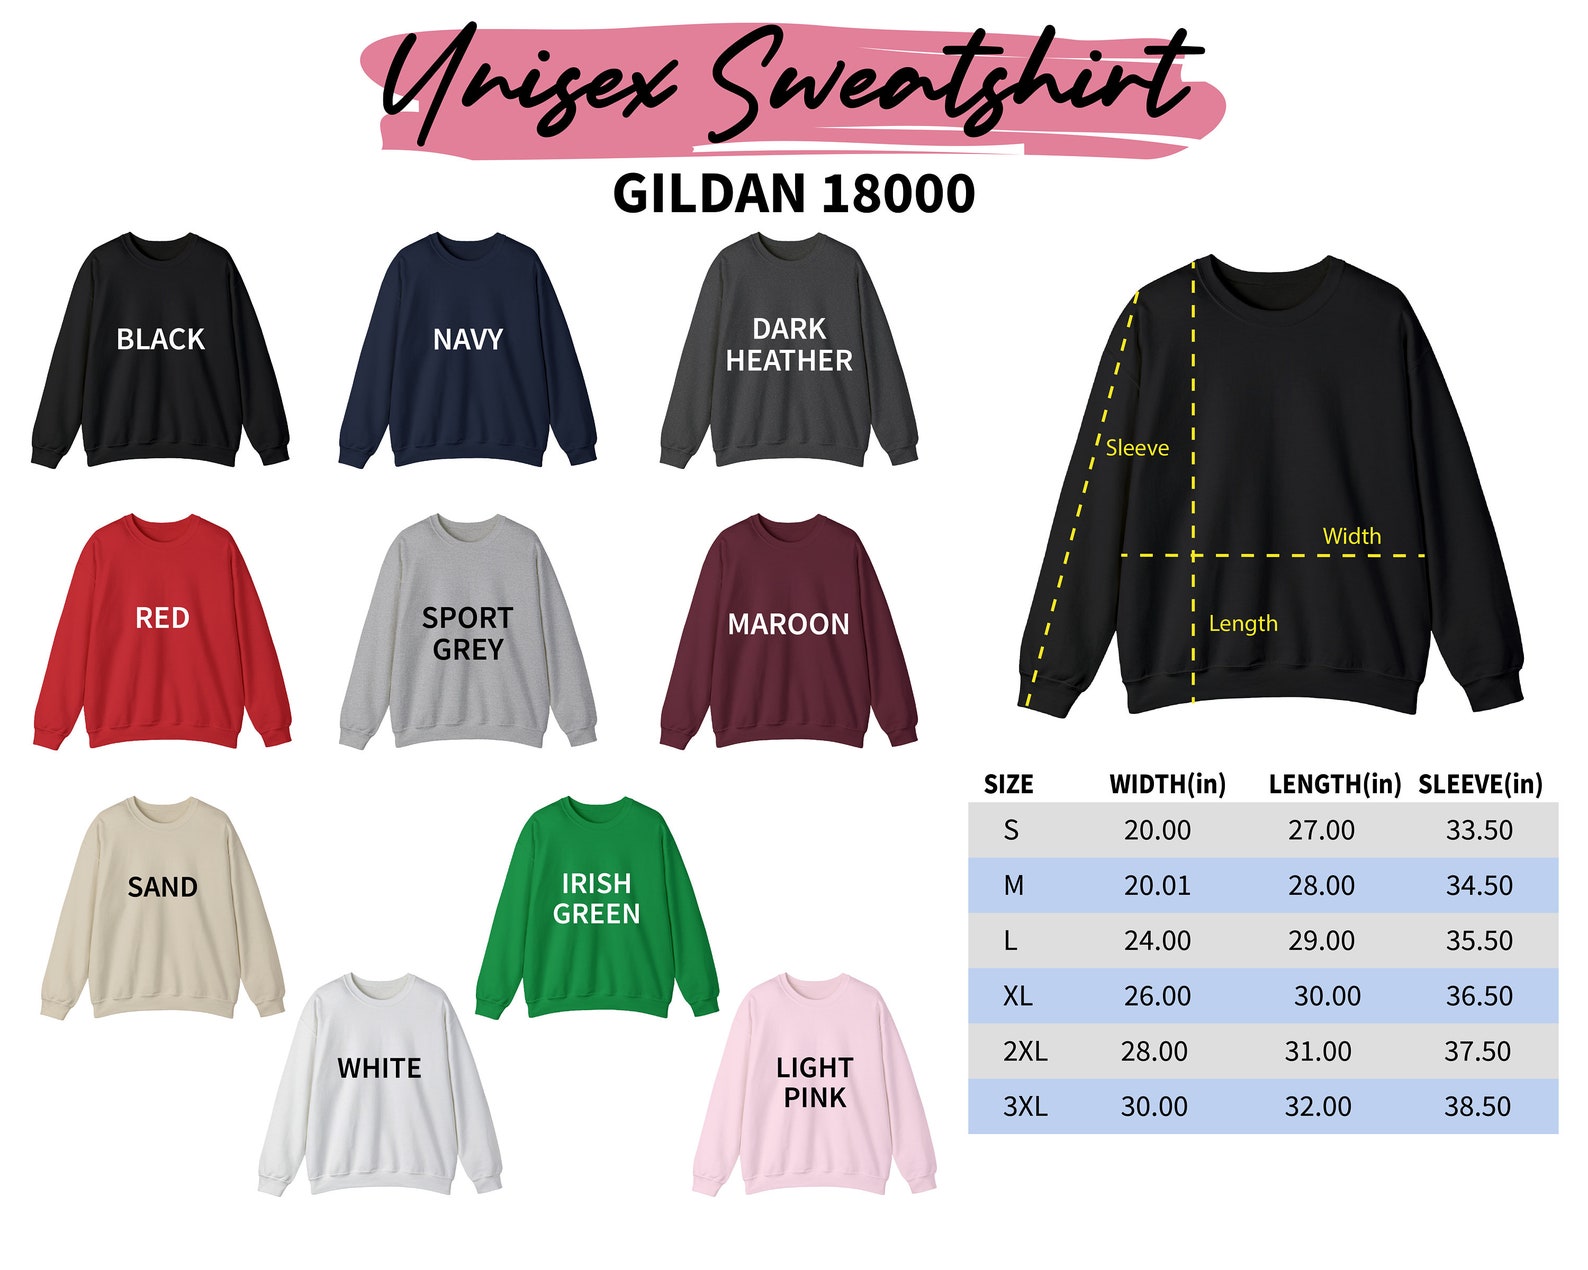 Unisex Sweatshirt
GILDAN 18000
BLACK
NAVY
DARK
HEATHER
RED
SPORT
GREY
MAROON
SAND
IRISH
GREEN
WHITE
LIGHT
PINK
Sleeve
Width
Length
SIZE WIDTH(in) LENGTH(in) SLEEVE(in)
S 20.00 27.00 33.50
M 20.01 28.00 34.50
L 24.00 29.00 35.50
XL 26.00 30.00 36.50
2XL 28.00 31.00 37.50
3XL 30.00 32.00 38.50